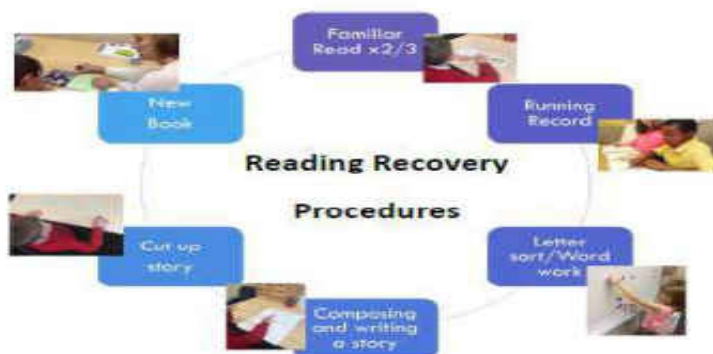 Familiar
Read x2/3
Running
Record
Letter
sort/Word
work
Composing
and writing
a story
Cut up
story
New
Book
Reading Recovery
Procedures